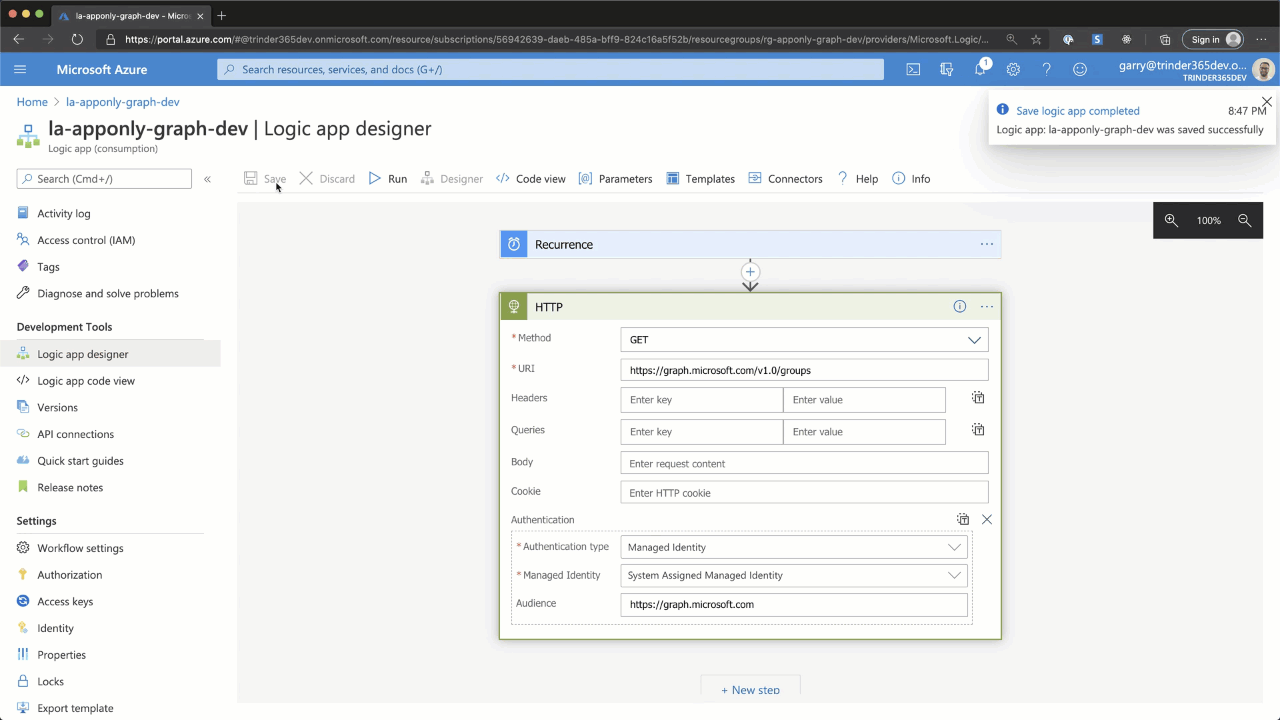 la-apponly-graph-dev - Micros
https://portal.azure.com/#@trinder365dev.onmicrosoft.com/resource/subscriptions/56942639-daeb-485a-bff9-824c16a5f52b/resourcegroups/rg-apponly-graph-dev/providers/Microsoft.Logic/...
Sign in
Microsoft Azure
Search resources, services, and docs (G+/)
1
garry@trinder365dev.o...
TRINDER365DEV
Home > la-apponly-graph-dev
la-apponly-graph-dev | Logic app designer
Logic app (consumption)
Save logic app completed 8:47 PM
Logic app: la-apponly-graph-dev was saved successfully
Search (Cmd+/)
«
Save Discard Run Designer Code view Parameters Templates Connectors Help Info
Activity log
Access control (IAM)
Tags
Diagnose and solve problems
Development Tools
Logic app designer
Logic app code view
Versions
API connections
Quick start guides
Release notes
Settings
Workflow settings
Authorization
Access keys
Identity
Properties
Locks
Export template
100%
Recurrence ...
HTTP ...
* Method GET
* URI https://graph.microsoft.com/v1.0/groups
Headers Enter key Enter value
Queries Enter key Enter value
Body Enter request content
Cookie Enter HTTP cookie
Authentication
* Authentication type Managed Identity
* Managed Identity System Assigned Managed Identity
Audience https://graph.microsoft.com
+ New step